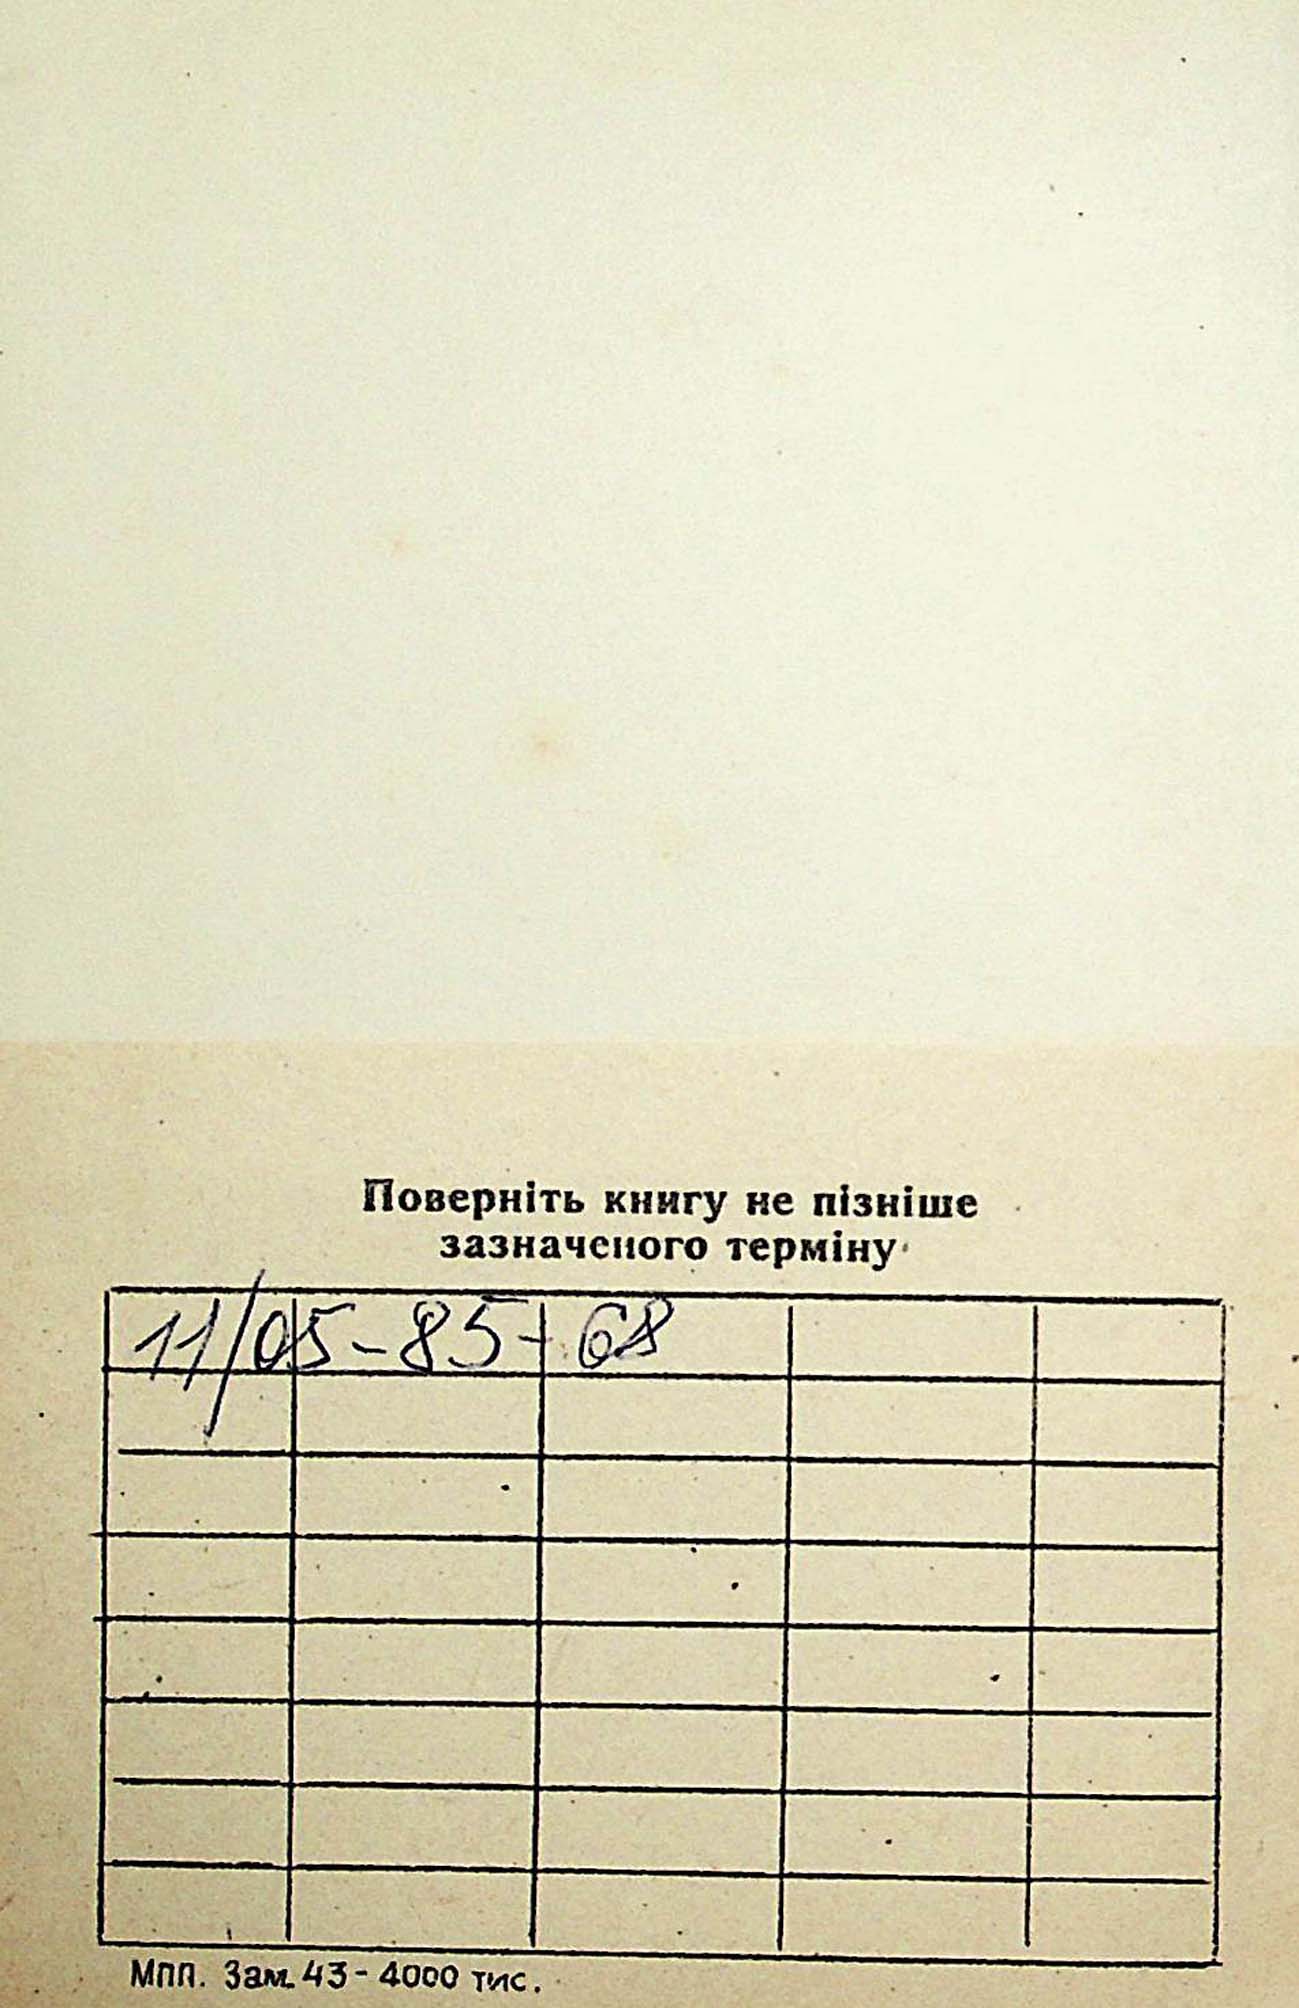 Поверніть книгу не пізніше
зазначеного терміну
11/05-85-68
Мпп. Зам. 43-4000 тис.